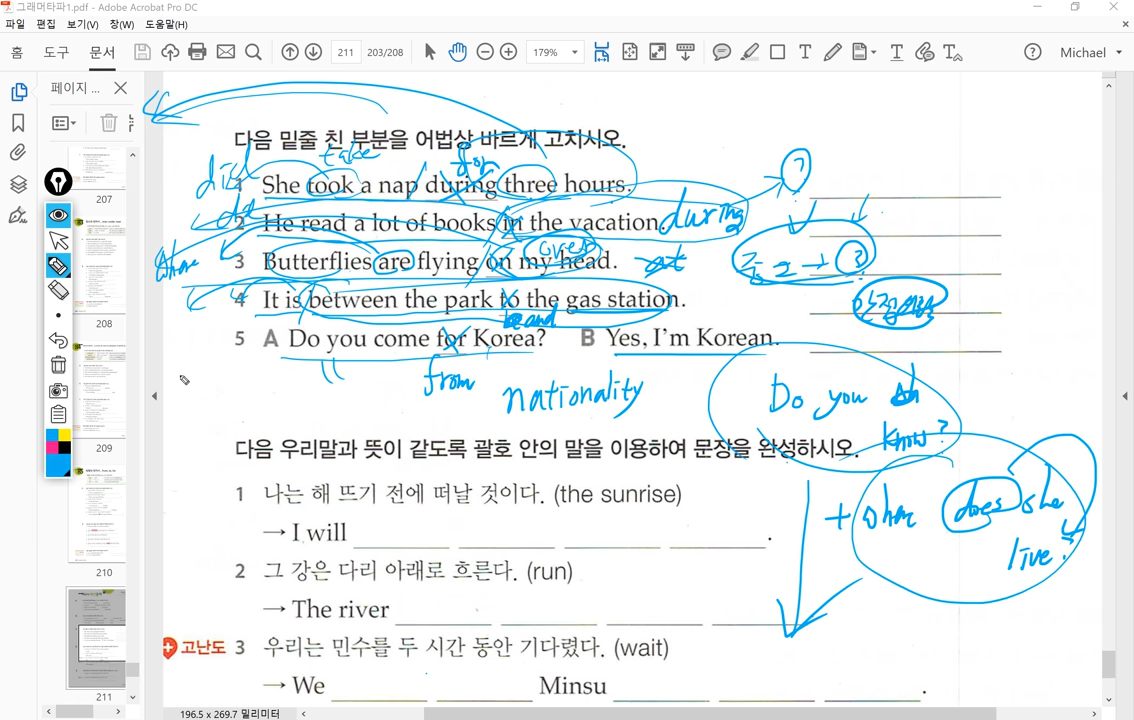 그래머타파1.pdf - Adobe Acrobat Pro DC
파일 편집 보기(V) 창(W) 도움말(H)
홈 도구 문서 211 203/208 179% Michael
페이지 ...
207
208
209
210
211
다음 밑줄 친 부분을 어법상 바르게 고치시오.
did take for
1 She took a nap during three hours.
2 He read a lot of books in the vacation. during
3 Butterflies are flying on my head. over
4 It is between the park to the gas station.
and
5 A Do you come for Korea? B Yes, I'm Korean.
from
nationality
Do you
know?
+ where does she
live?
다음 우리말과 뜻이 같도록 괄호 안의 말을 이용하여 문장을 완성하시오.
1 나는 해 뜨기 전에 떠날 것이다. (the sunrise)
→ I will .
2 그 강은 다리 아래로 흐른다. (run)
→ The river
고난도 3 우리는 민수를 두 시간 동안 기다렸다. (wait)
→ We Minsu .
196.5 x 269.7 밀리미터